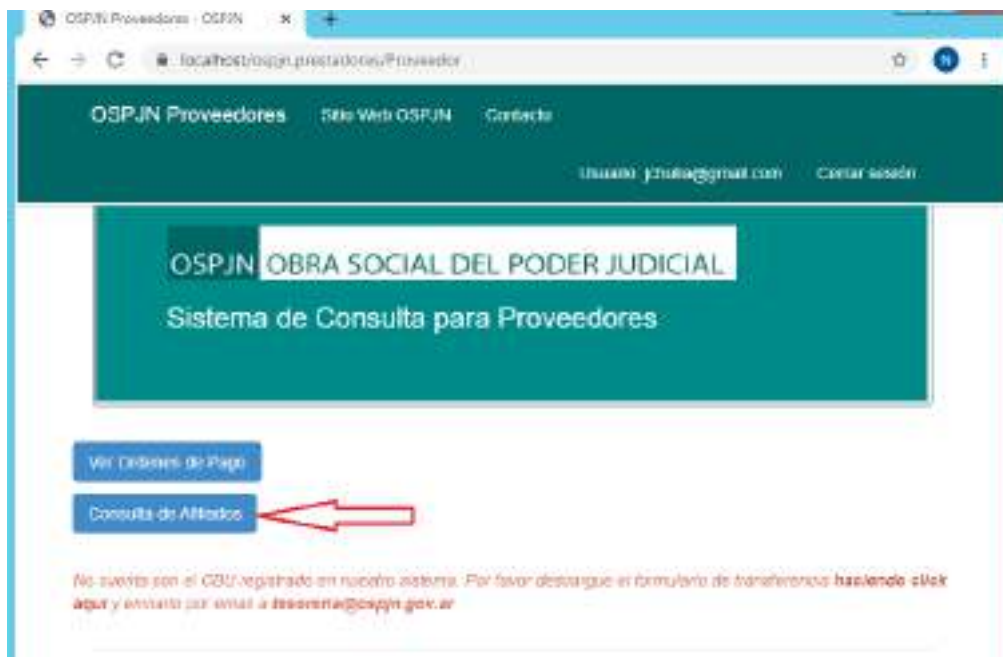 OSPJN Proveedores - OSPJN
localhost/ospjn.prestadores/Proveedor
N
OSPJN Proveedores Sitio Web OSPJN Contacto
Usuario: @gmail.com Cerrar sesión
OSPJN OBRA SOCIAL DEL PODER JUDICIAL
Sistema de Consulta para Proveedores
Ver Ordenes de Pago
Consulta de Afiliados
No cuenta con el CBU registrado en nuestro sistema. Por favor descargue el formulario de transferencia haciendo click
aqui y enviarlo por email a tesoreria@ospjn.gov.ar